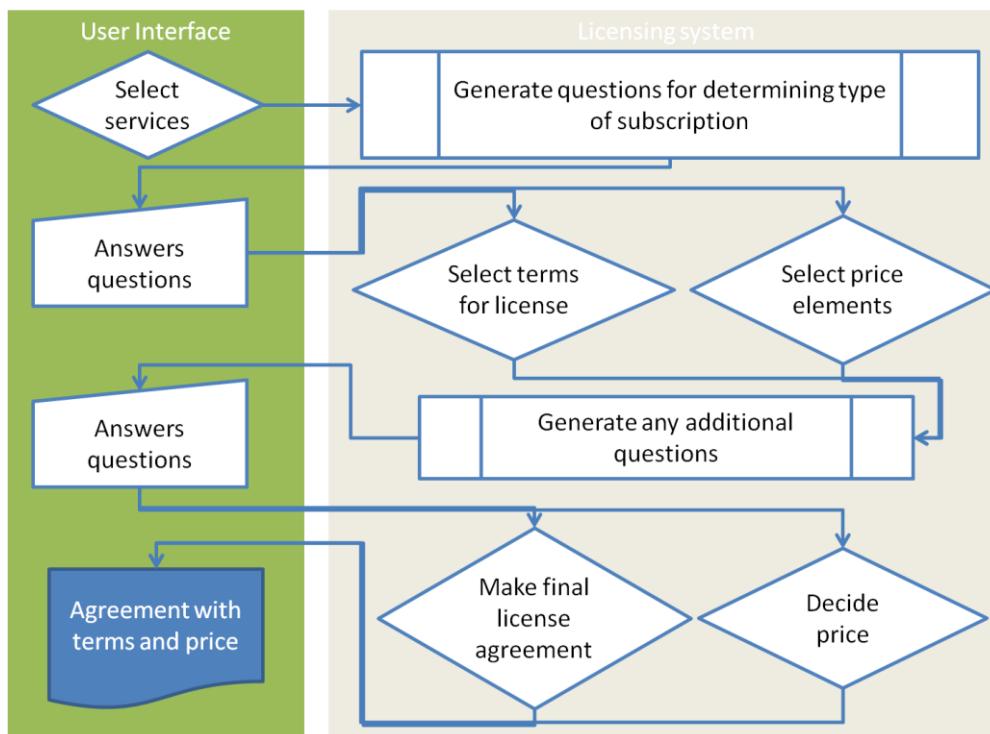 User Interface
Licensing system
Select
services
Generate questions for determining type
of subscription
Answers
questions
Select terms
for license
Select price
elements
Answers
questions
Generate any additional
questions
Agreement with
terms and price
Make final
license
agreement
Decide
price